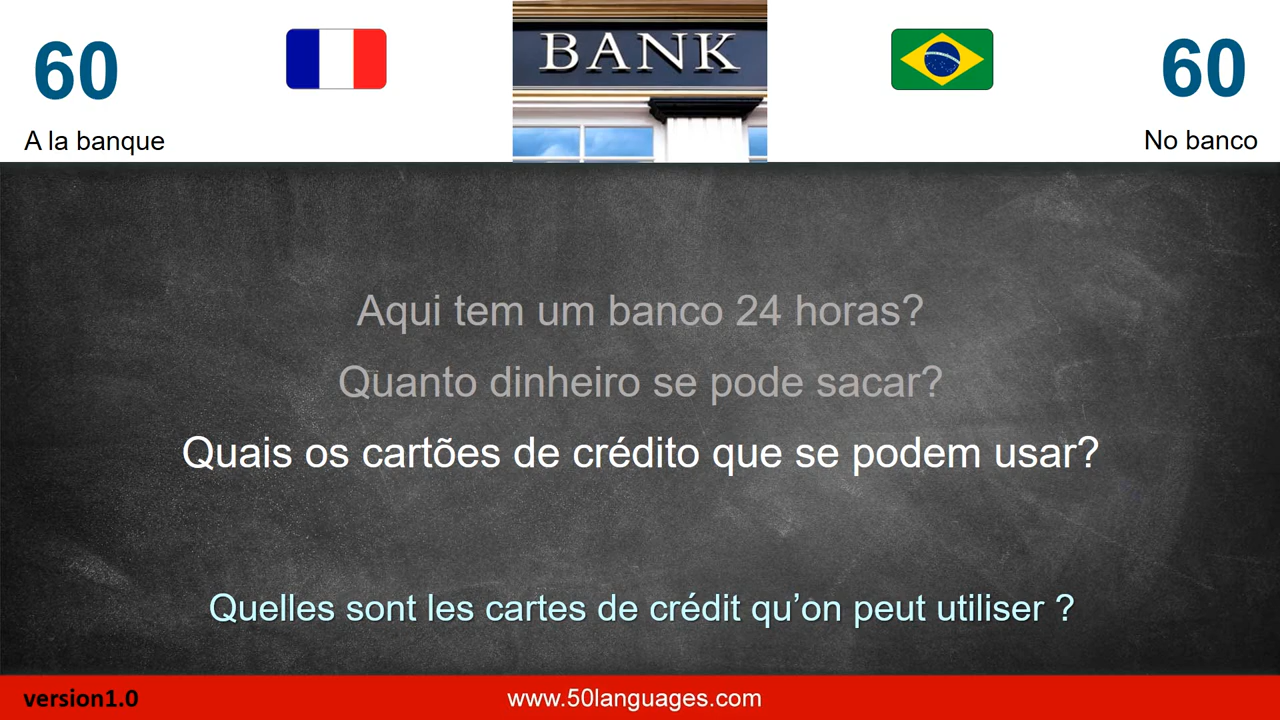 60
BANK
60
A la banque
No banco
Aqui tem um banco 24 horas?
Quanto dinheiro se pode sacar?
Quais os cartões de crédito que se podem usar?
Quelles sont les cartes de crédit qu’on peut utiliser ?
version1.0
www.50languages.com